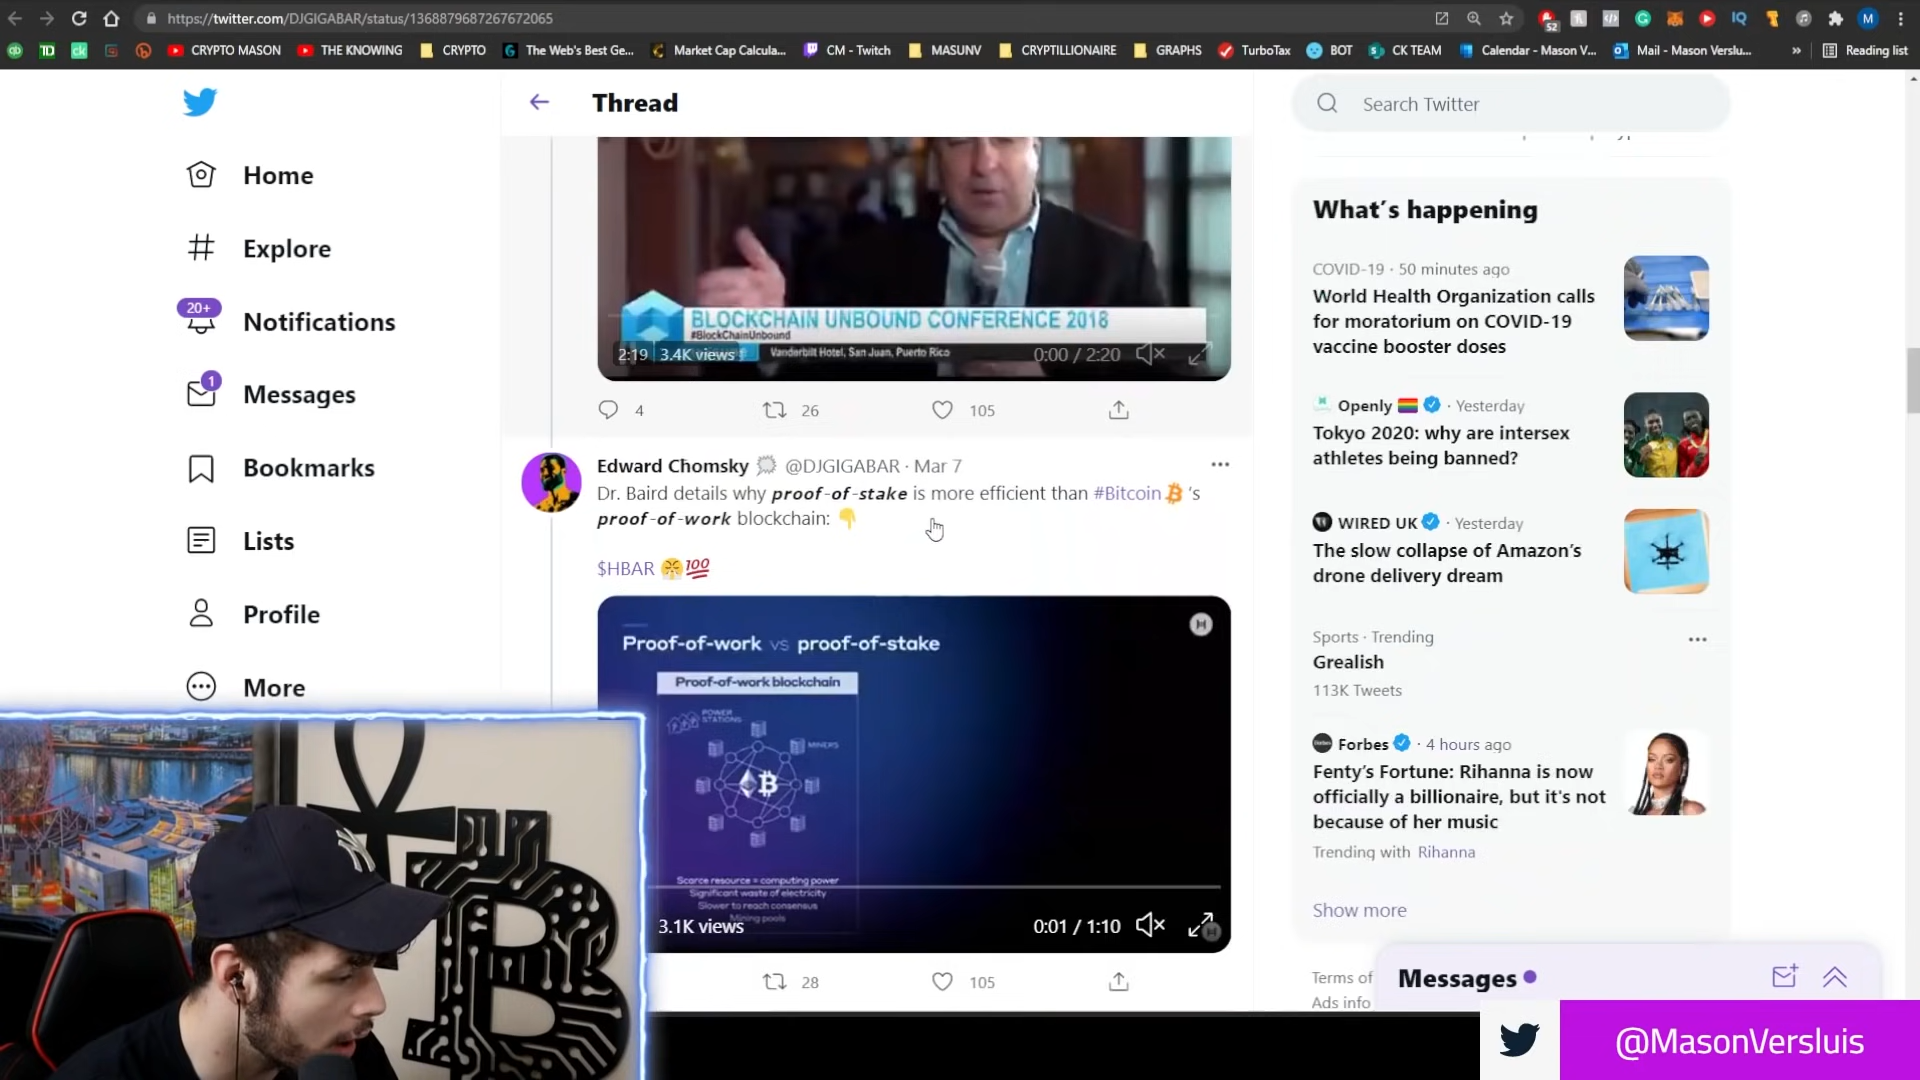 https://twitter.com/DJGIGABAR/status/1368879687267672065
52
IQ
M
TD
ck
CRYPTO MASON
THE KNOWING
CRYPTO
The Web's Best Ge...
Market Cap Calcula...
CM - Twitch
MASUNV
CRYPTILLIONAIRE
GRAPHS
TurboTax
BOT
CK TEAM
Calendar - Mason V...
Mail - Mason Verslu...
»
Reading list
Home
Explore
20+
Notifications
1
Messages
Bookmarks
Lists
Profile
More
Thread
BLOCKCHAIN UNBOUND CONFERENCE 2018
#BlockChainUnbound
Vanderbilt Hotel, San Juan, Puerto Rico
2:19 3.4K views
0:00 / 2:20
4 26 105
Edward Chomsky @DJGIGABAR · Mar 7
Dr. Baird details why proof-of-stake is more efficient than #Bitcoin 's
proof-of-work blockchain: 👇
$HBAR 😤💯
Proof-of-work vs proof-of-stake
H
Proof-of-work blockchain
POWER
STATIONS
MINERS
Scarce resource = computing power
Significant waste of electricity
Slower to reach consensus
Mining pools
3.1K views
0:01 / 1:10
28 105
Search Twitter
What's happening
COVID-19 · 50 minutes ago
World Health Organization calls
for moratorium on COVID-19
vaccine booster doses
Openly · Yesterday
Tokyo 2020: why are intersex
athletes being banned?
WIRED UK · Yesterday
The slow collapse of Amazon's
drone delivery dream
Sports · Trending
Grealish
113K Tweets
Forbes · 4 hours ago
Fenty's Fortune: Rihanna is now
officially a billionaire, but it's not
because of her music
Trending with Rihanna
Show more
Terms of
Ads info
Messages
@MasonVersluis